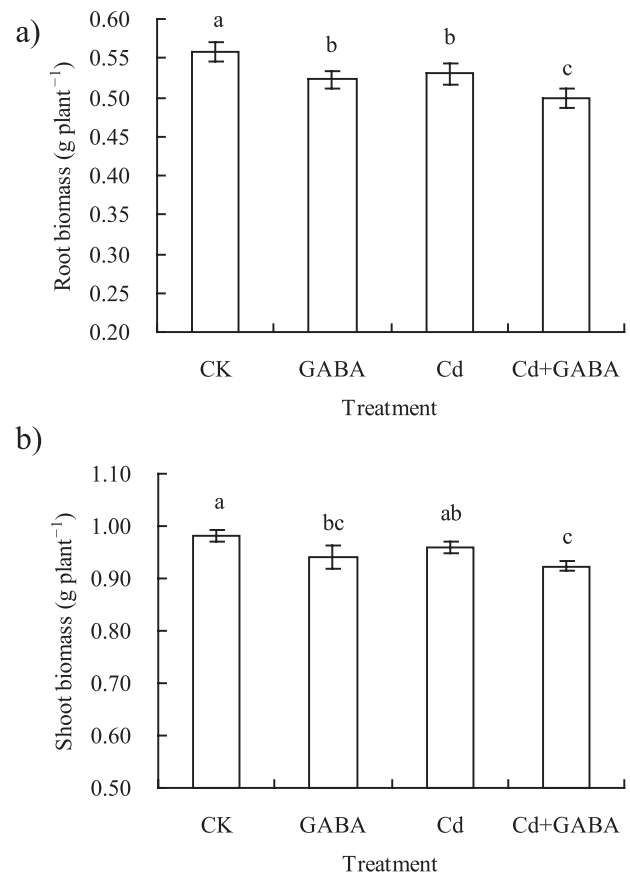 a)
Root biomass (g plant⁻¹)
0.60
0.55
0.50
0.45
0.40
0.35
0.30
0.25
0.20
a
b
b
c
CK GABA Cd Cd+GABA
Treatment
b)
Shoot biomass (g plant⁻¹)
1.10
1.00
0.90
0.80
0.70
0.60
0.50
a
bc
ab
c
CK GABA Cd Cd+GABA
Treatment